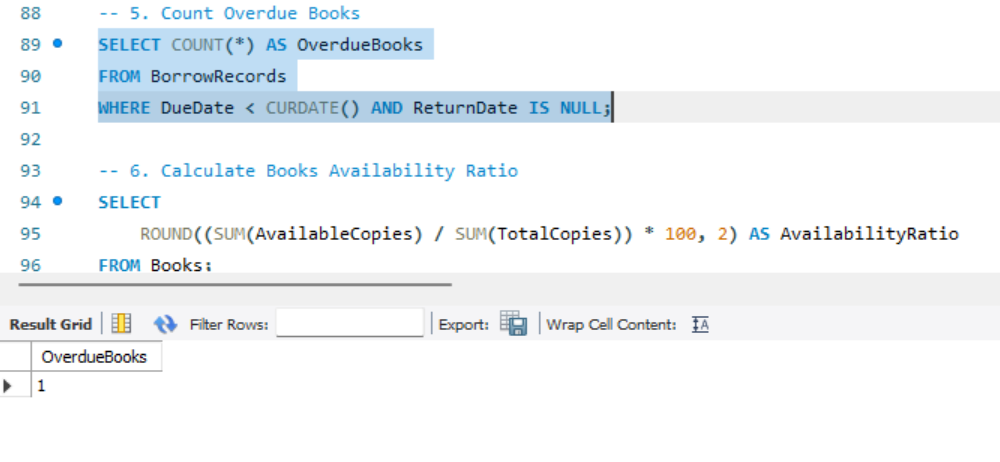 88 -- 5. Count Overdue Books
89 SELECT COUNT(*) AS OverdueBooks
90 FROM BorrowRecords
91 WHERE DueDate < CURDATE() AND ReturnDate IS NULL;
92
93 -- 6. Calculate Books Availability Ratio
94 SELECT
95 ROUND((SUM(AvailableCopies) / SUM(TotalCopies)) * 100, 2) AS AvailabilityRatio
96 FROM Books;
Result Grid Filter Rows: Export: Wrap Cell Content: IA
OverdueBooks
1